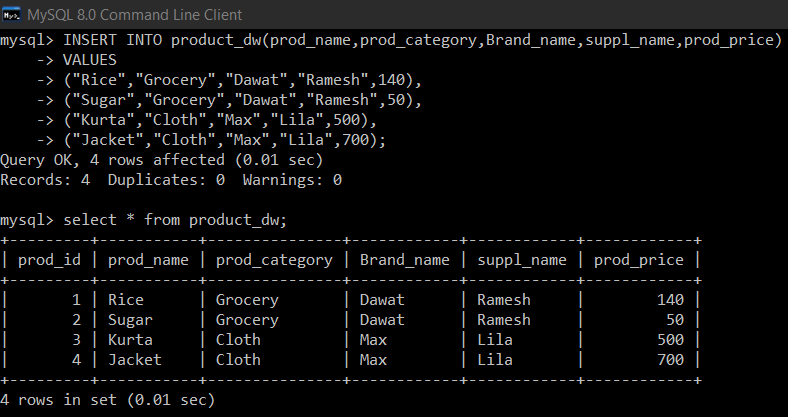 MySQL 8.0 Command Line Client
mysql> INSERT INTO product_dw(prod_name,prod_category,Brand_name,suppl_name,prod_price)
    -> VALUES
    -> ("Rice","Grocery","Dawat","Ramesh",140),
    -> ("Sugar","Grocery","Dawat","Ramesh",50),
    -> ("Kurta","Cloth","Max","Lila",500),
    -> ("Jacket","Cloth","Max","Lila",700);
Query OK, 4 rows affected (0.01 sec)
Records: 4  Duplicates: 0  Warnings: 0

mysql> select * from product_dw;
+---------+-----------+---------------+------------+------------+------------+
| prod_id | prod_name | prod_category | Brand_name | suppl_name | prod_price |
+---------+-----------+---------------+------------+------------+------------+
|       1 | Rice      | Grocery       | Dawat      | Ramesh     |        140 |
|       2 | Sugar     | Grocery       | Dawat      | Ramesh     |         50 |
|       3 | Kurta     | Cloth         | Max        | Lila       |        500 |
|       4 | Jacket    | Cloth         | Max        | Lila       |        700 |
+---------+-----------+---------------+------------+------------+------------+
4 rows in set (0.01 sec)